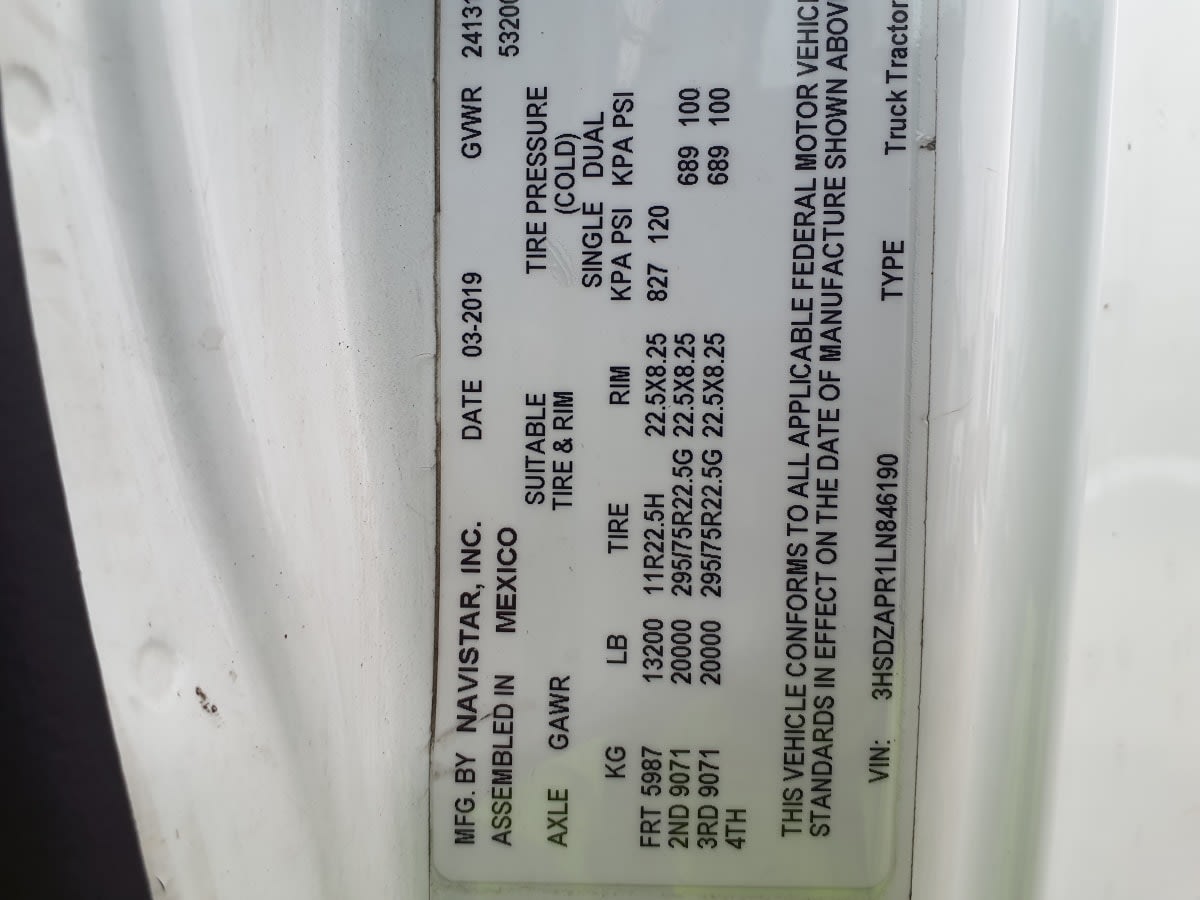 MFG. BY NAVISTAR, INC. DATE 03-2019 GVWR 2413
ASSEMBLED IN MEXICO 5320
SUITABLE TIRE PRESSURE
AXLE GAWR TIRE & RIM (COLD)
SINGLE DUAL
KG LB TIRE RIM KPA PSI KPA PSI
FRT 5987 13200 11R22.5H 22.5X8.25 827 120
2ND 9071 20000 295/75R22.5G 22.5X8.25 689 100
3RD 9071 20000 295/75R22.5G 22.5X8.25 689 100
4TH
THIS VEHICLE CONFORMS TO ALL APPLICABLE FEDERAL MOTOR VEHIC
STANDARDS IN EFFECT ON THE DATE OF MANUFACTURE SHOWN ABOV
VIN: 3HSDZAPR1LN846190 TYPE Truck Tractor